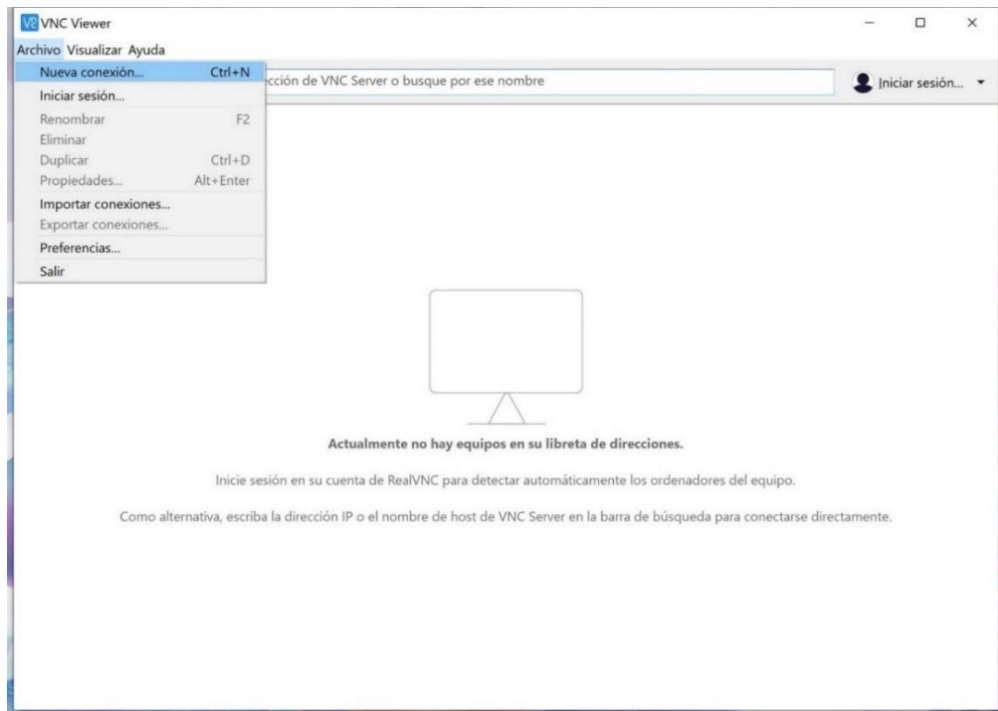 VNC Viewer
Archivo Visualizar Ayuda
Nueva conexión... Ctrl+N
de VNC Server o busque por ese nombre
Iniciar sesión...
Iniciar sesión...
Renombrar F2
Eliminar
Duplicar Ctrl+D
Propiedades... Alt+Enter
Importar conexiones...
Exportar conexiones...
Preferencias...
Salir
Actualmente no hay equipos en su libreta de direcciones.
Inicie sesión en su cuenta de RealVNC para detectar automáticamente los ordenadores del equipo.
Como alternativa, escriba la dirección IP o el nombre de host de VNC Server en la barra de búsqueda para conectarse directamente.